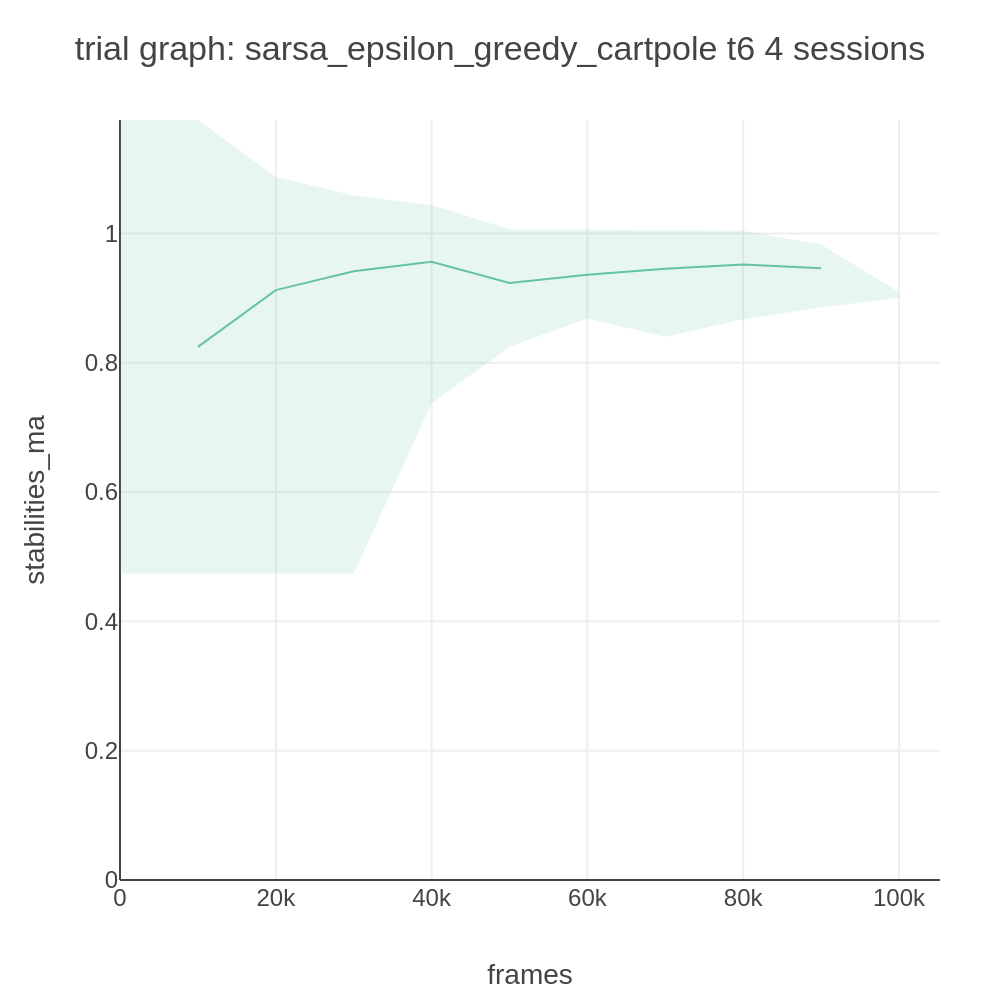 trial graph: sarsa_epsilon_greedy_cartpole t6 4 sessions
stabilities_ma
1
0.8
0.6
0.4
0.2
0
0
20k
40k
60k
80k
100k
frames